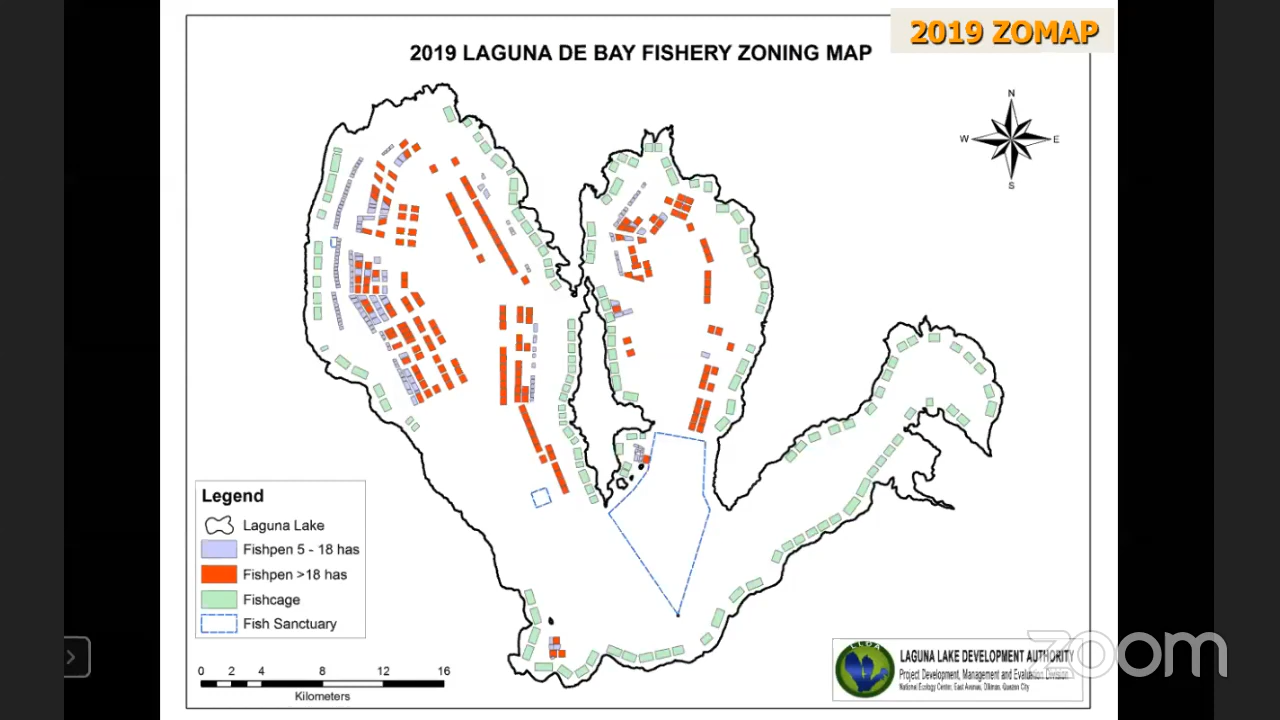 2019 ZOMAP
2019 LAGUNA DE BAY FISHERY ZONING MAP
N
W E
S
Legend
Laguna Lake
Fishpen 5 - 18 has
Fishpen >18 has
Fishcage
Fish Sanctuary
0 2 4 8 12 16
Kilometers
LLDA
LAGUNA LAKE DEVELOPMENT AUTHORITY
Project Development, Management and Evaluation Division
National Ecology Center, East Avenue, Diliman, Quezon City
zoom